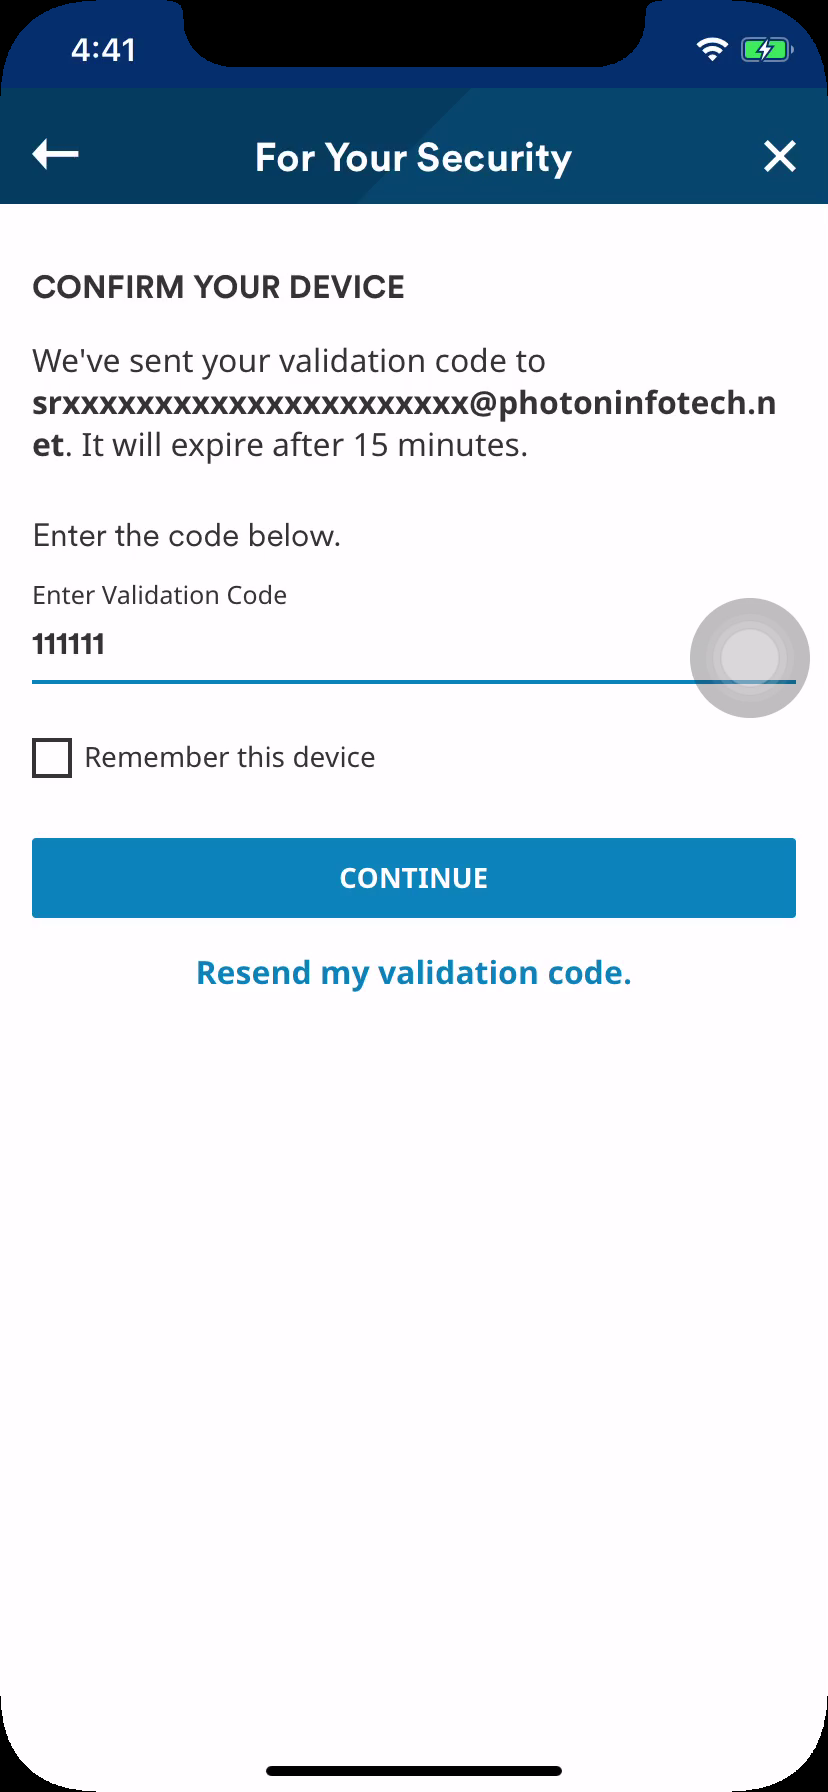 4:41
For Your Security
CONFIRM YOUR DEVICE
We've sent your validation code to
srxxxxxxxxxxxxxxxxxxxxxx@photoninfotech.n
et. It will expire after 15 minutes.
Enter the code below.
Enter Validation Code
111111
Remember this device
CONTINUE
Resend my validation code.